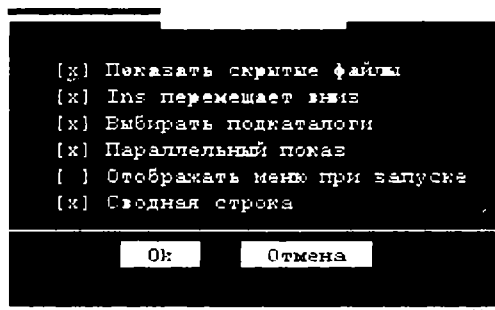 [x] Показать скрытые файлы
[x] Ins перемещает вниз
[x] Выбирать подкаталоги
[x] Параллельный показ
[ ] Отображать меню при запуске
[x] Сводная строка
Ok Отмена